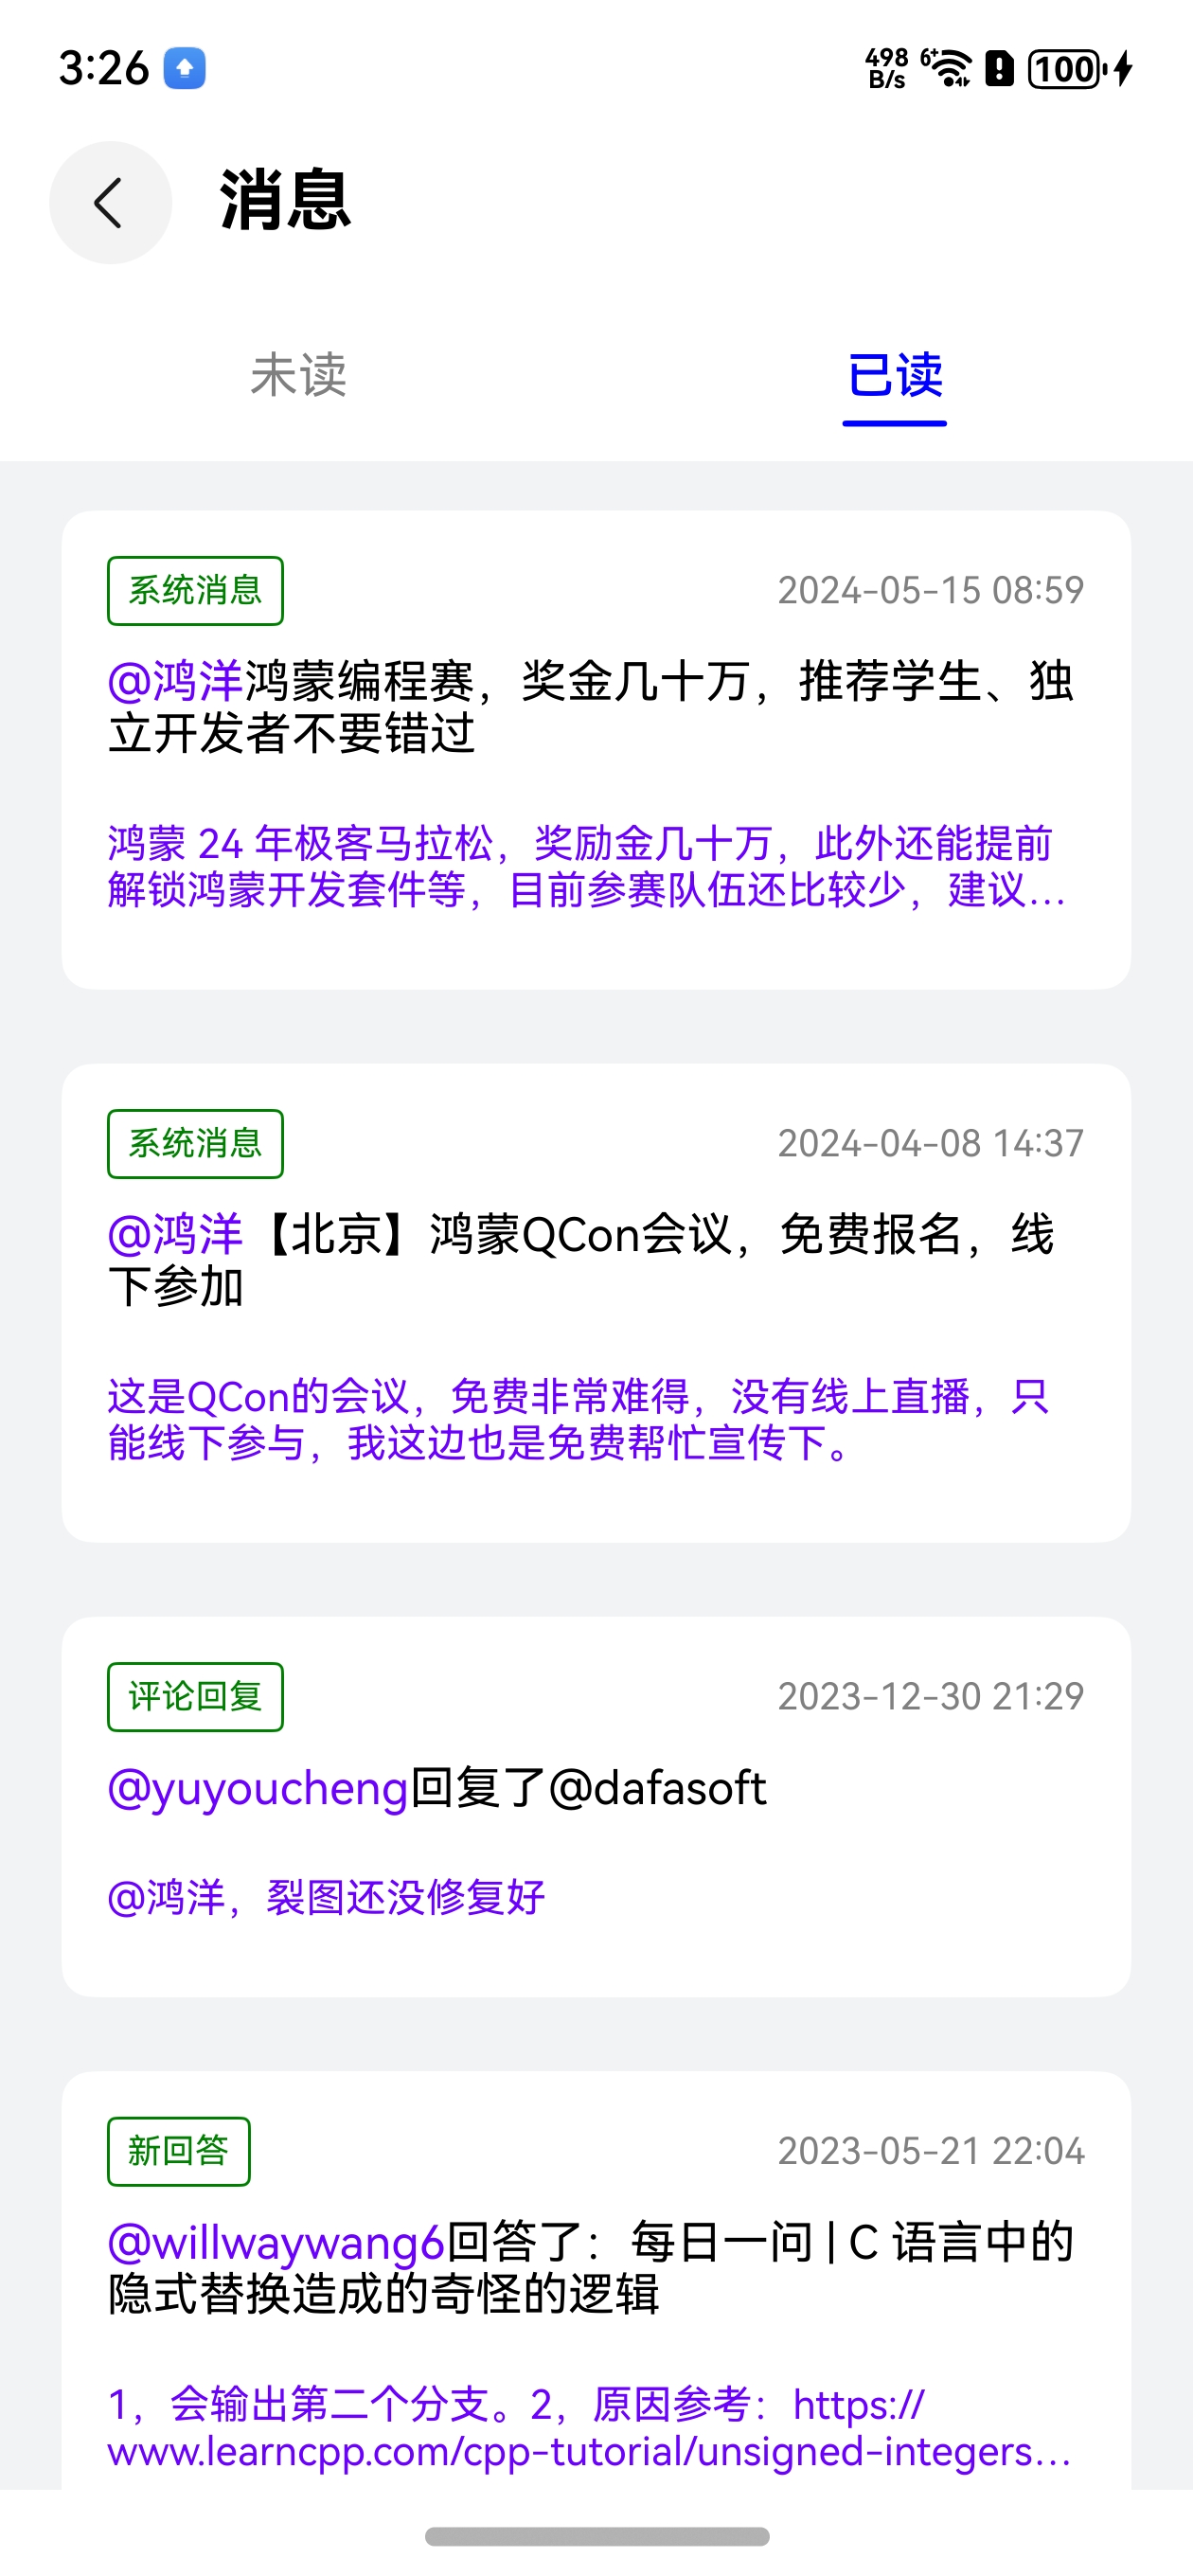 3:26
498
B/s
6+
100
消息
未读
已读
系统消息
2024-05-15 08:59
@鸿洋鸿蒙编程赛，奖金几十万，推荐学生、独
立开发者不要错过
鸿蒙 24 年极客马拉松，奖励金几十万，此外还能提前
解锁鸿蒙开发套件等，目前参赛队伍还比较少，建议…
系统消息
2024-04-08 14:37
@鸿洋【北京】鸿蒙QCon会议，免费报名，线
下参加
这是QCon的会议，免费非常难得，没有线上直播，只
能线下参与，我这边也是免费帮忙宣传下。
评论回复
2023-12-30 21:29
@yuyoucheng回复了@dafasoft
@鸿洋，裂图还没修复好
新回答
2023-05-21 22:04
@willwaywang6回答了：每日一问 | C 语言中的
隐式替换造成的奇怪的逻辑
1，会输出第二个分支。2，原因参考：https://
www.learncpp.com/cpp-tutorial/unsigned-integers…